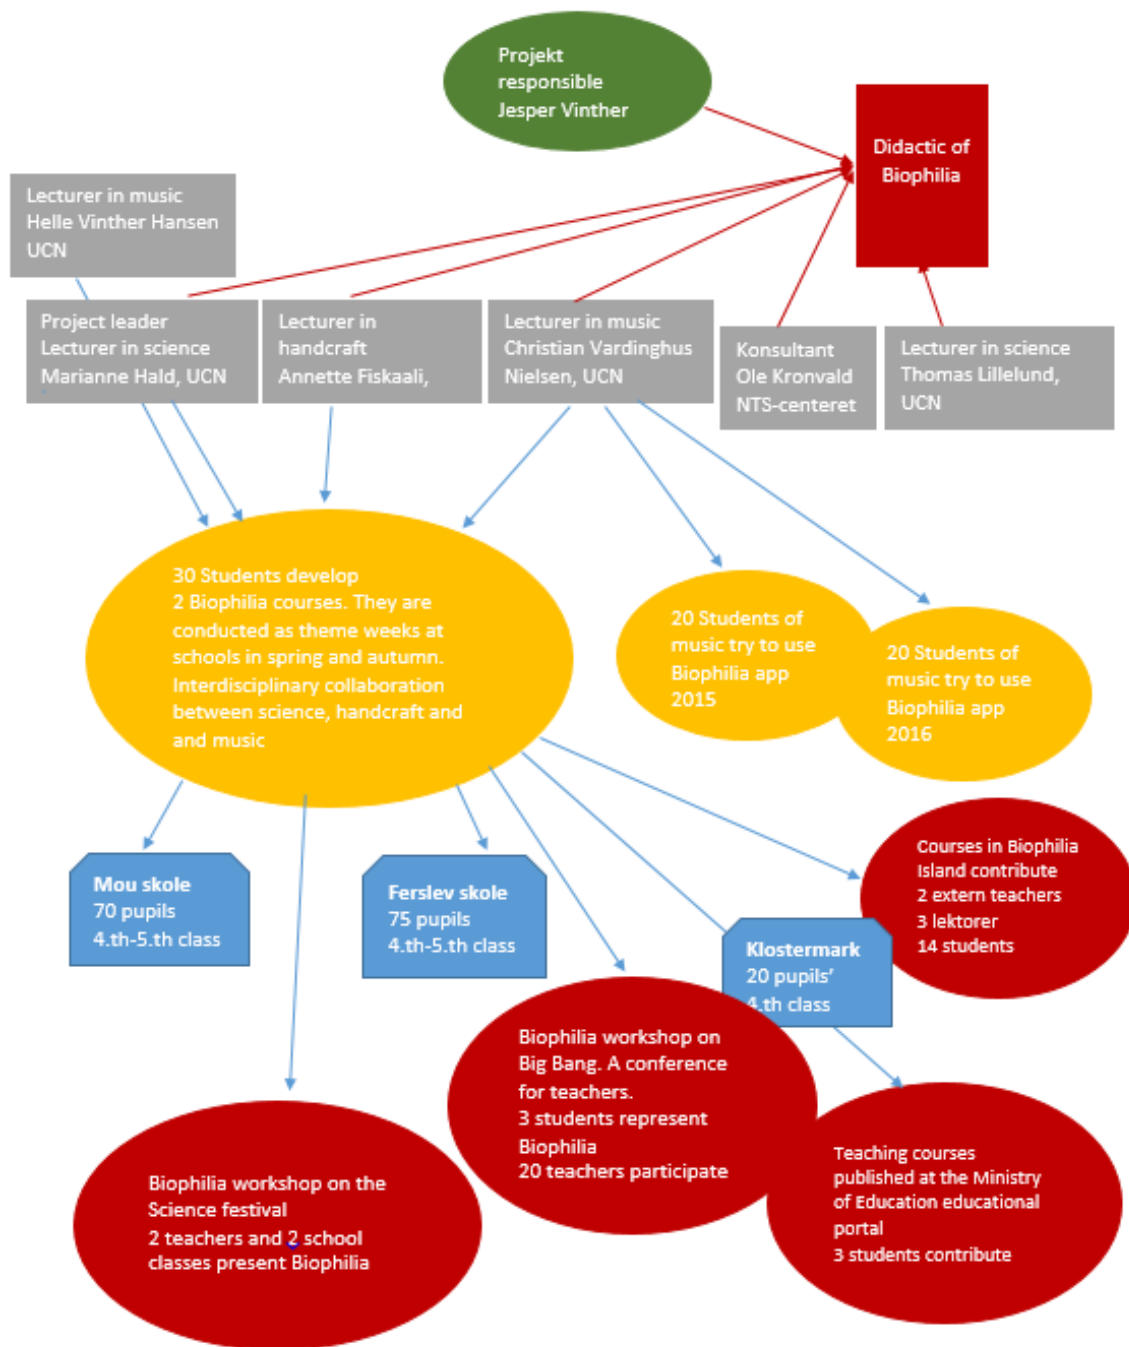 Projekt
responsible
Jesper Vinther
Didactic of
Biophilia
Lecturer in music
Helle Vinther Hansen
UCN
Project leader
Lecturer in science
Marianne Hald, UCN
Lecturer in
handcraft
Annette Fiskaali,
Lecturer in music
Christian Vardinghus
Nielsen, UCN
Konsultant
Ole Kronvald
NTS-centeret
Lecturer in science
Thomas Lillelund,
UCN
30 Students develop
2 Biophilia courses. They are
conducted as theme weeks at
schools in spring and autumn.
Interdisciplinary collaboration
between science, handcraft and
and music
20 Students of
music try to use
Biophilia app
2015
20 Students of
music try to use
Biophilia app
2016
Mou skole
70 pupils
4.th-5.th class
Ferslev skole
75 pupils
4.th-5.th class
Klostermark
20 pupils’
4.th class
Courses in Biophilia
Island contribute
2 extern teachers
3 lektorer
14 students
Biophilia workshop on
Big Bang. A conference
for teachers.
3 students represent
Biophilia
20 teachers participate
Biophilia workshop on the
Science festival
2 teachers and 2 school
classes present Biophilia
Teaching courses
published at the Ministry
of Education educational
portal
3 students contribute